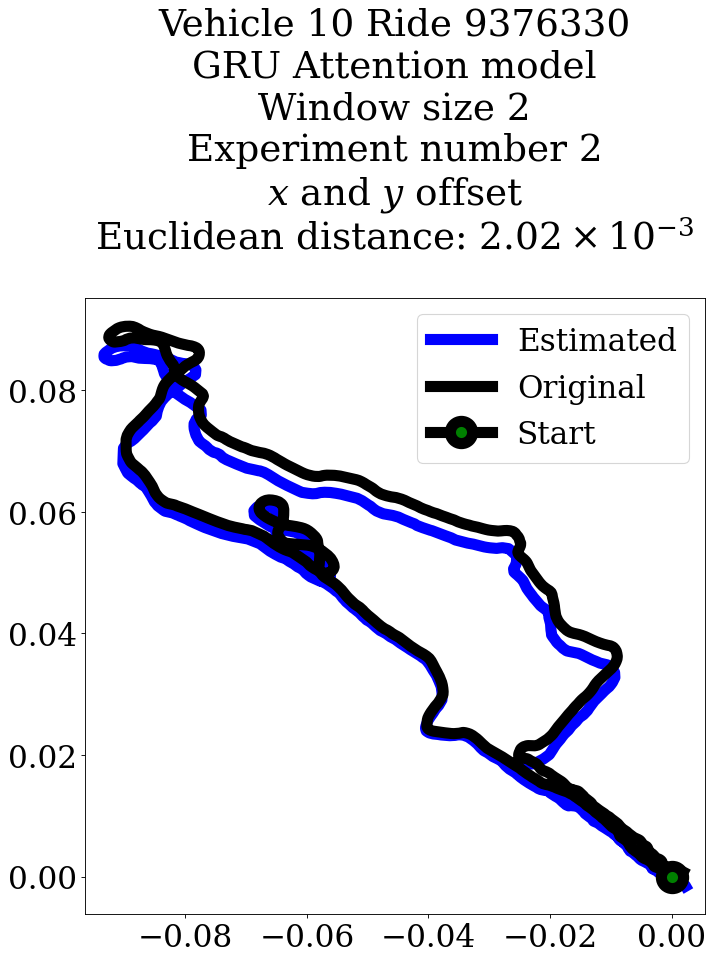 Vehicle 10 Ride 9376330
GRU Attention model
Window size 2
Experiment number 2
x and y offset
Euclidean distance: 2.02 × 10⁻³
Estimated
Original
Start
0.08
0.06
0.04
0.02
0.00
−0.08 −0.06 −0.04 −0.02 0.00